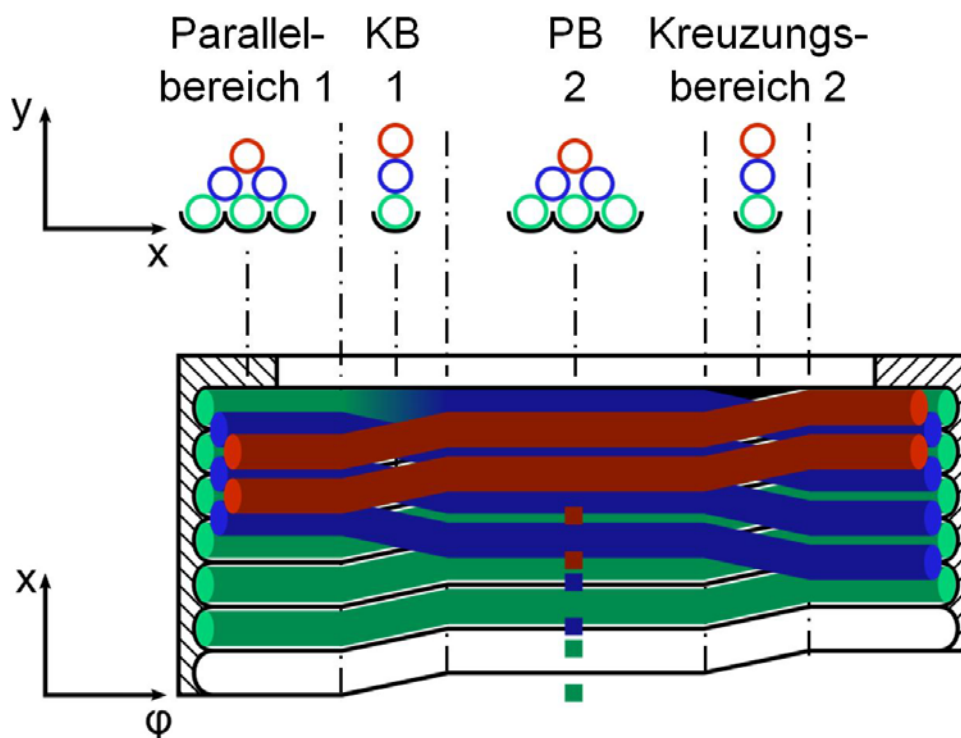 Parallel-
bereich 1
KB
1
PB
2
Kreuzungs-
bereich 2
y
x
x
φ